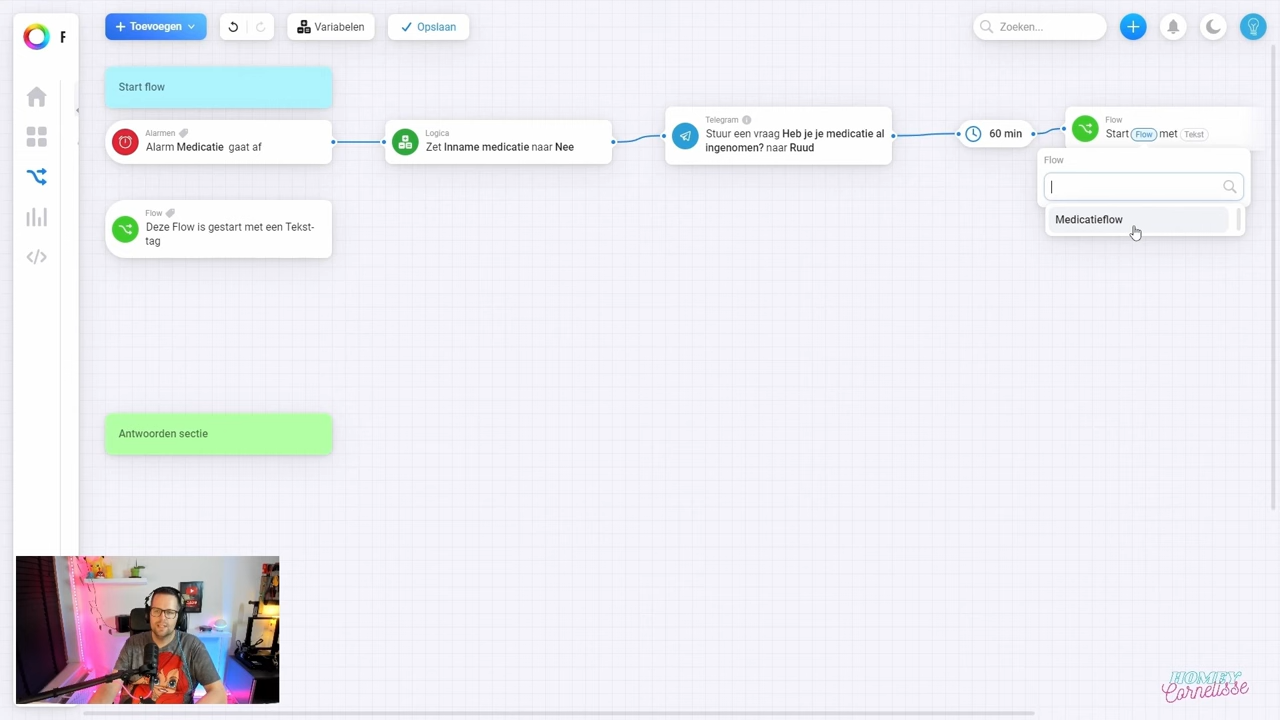 Toevoegen
Variabelen
Opslaan
Zoeken...
Start flow
Alarmen
Alarm Medicatie gaat af
Logica
Zet Inname medicatie naar Nee
Telegram
Stuur een vraag Heb je je medicatie al
ingenomen? naar Ruud
60 min
Flow
Start Flow met Tekst
Flow
Medicatieflow
Flow
Deze Flow is gestart met een Tekst-
tag
Antwoorden sectie
HOMEY
Cornelisse